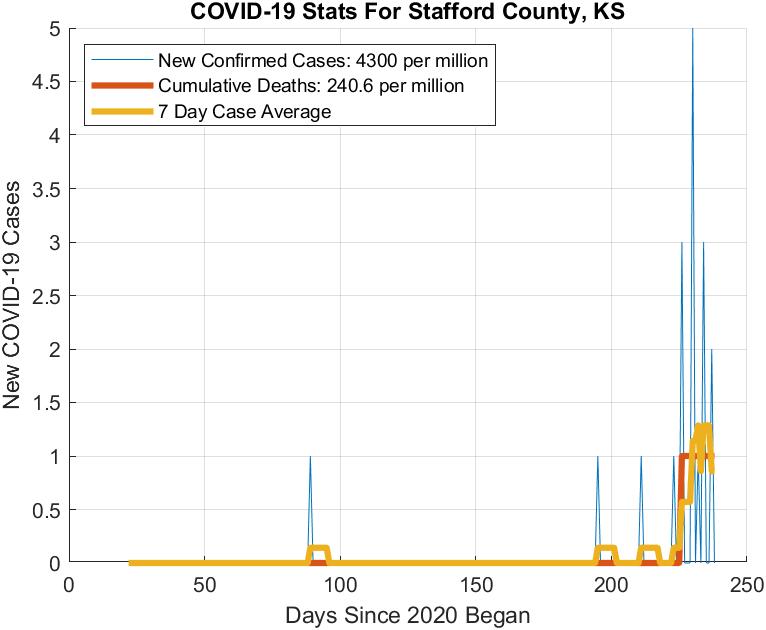 COVID-19 Stats For Stafford County, KS
New Confirmed Cases: 4300 per million
Cumulative Deaths: 240.6 per million
7 Day Case Average
New COVID-19 Cases
5
4.5
4
3.5
3
2.5
2
1.5
1
0.5
0
0 50 100 150 200 250
Days Since 2020 Began